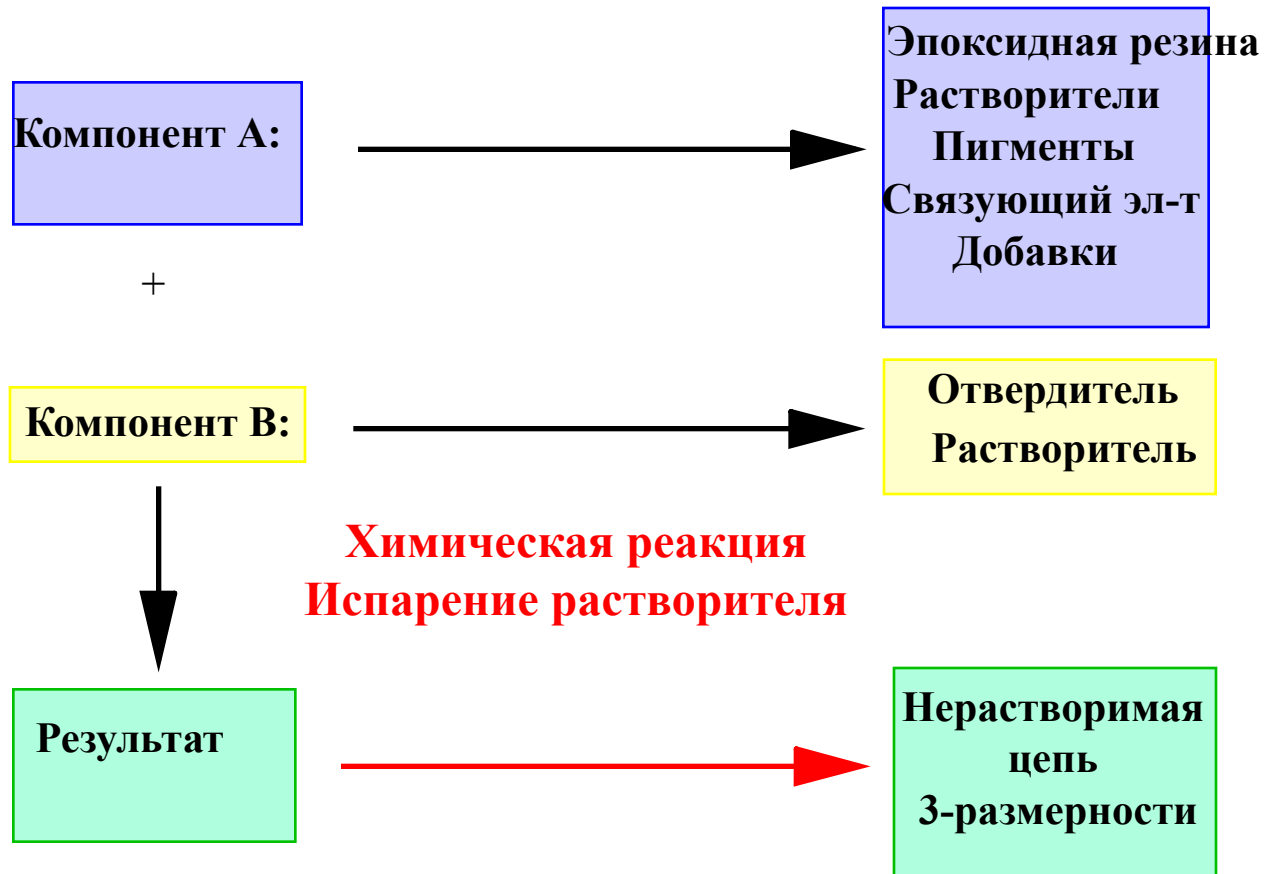 Компонент А:
Эпоксидная резина
Растворители
Пигменты
Связующий эл-т
Добавки
+
Компонент В:
Отвердитель
Растворитель
Химическая реакция
Испарение растворителя
Результат
Нерастворимая
цепь
3-размерности